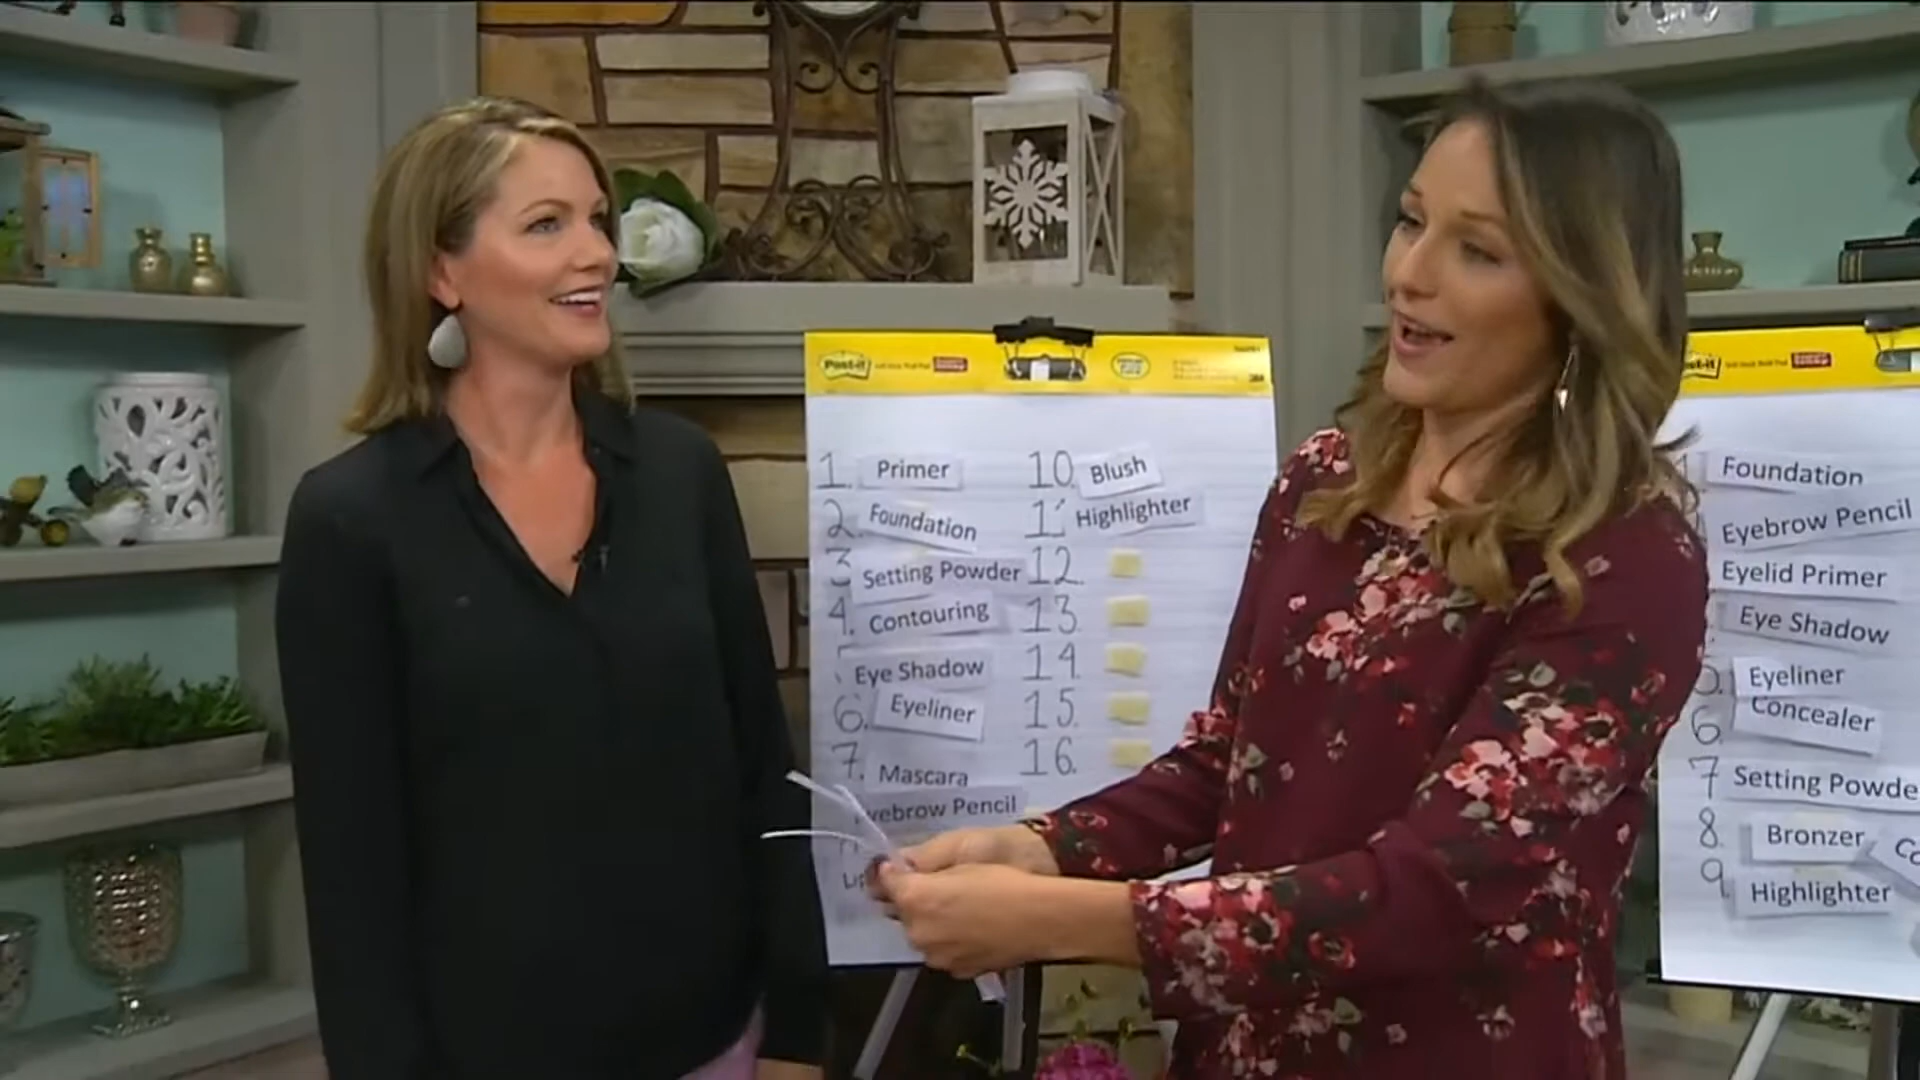 Post-it
1. Primer
2. Foundation
3 Setting Powder
4. Contouring
Eye Shadow
6. Eyeliner
7. Mascara
Eyebrow Pencil
10. Blush
Highlighter
12.
13.
14.
15.
16.
Foundation
Eyebrow Pencil
Eyelid Primer
Eye Shadow
Eyeliner
6. Concealer
7 Setting Powde
8. Bronzer
9. Highlighter